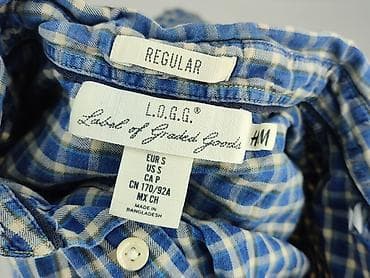 REGULAR
L.O.G.G.®
Label of Graded Goods
H&M
EUR S
US S
CA P
CN 170/92A
MX CH
MADE IN
BANGLADESH